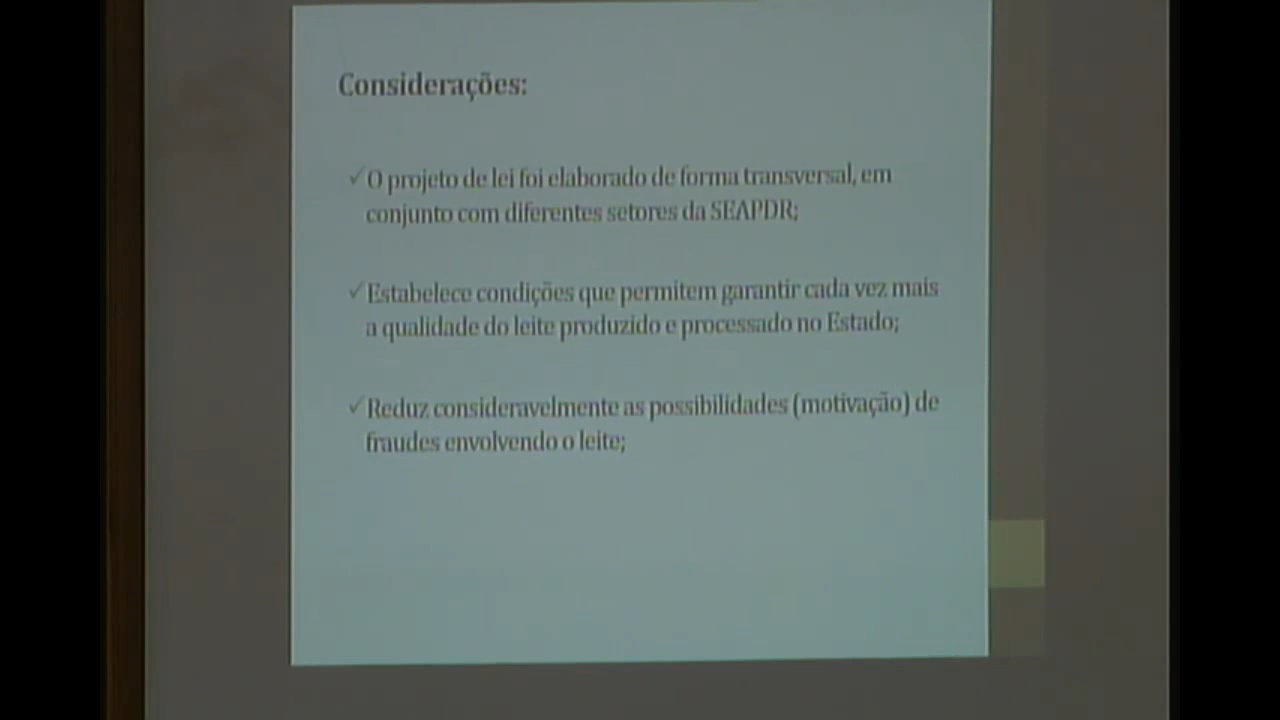 Considerações:
✓O projeto de lei foi elaborado de forma transversal, em
conjunto com diferentes setores da SEAPDR;
✓Estabelece condições que permitem garantir cada vez mais
a qualidade do leite produzido e processado no Estado;
✓Reduz consideravelmente as possibilidades (motivação) de
fraudes envolvendo o leite;